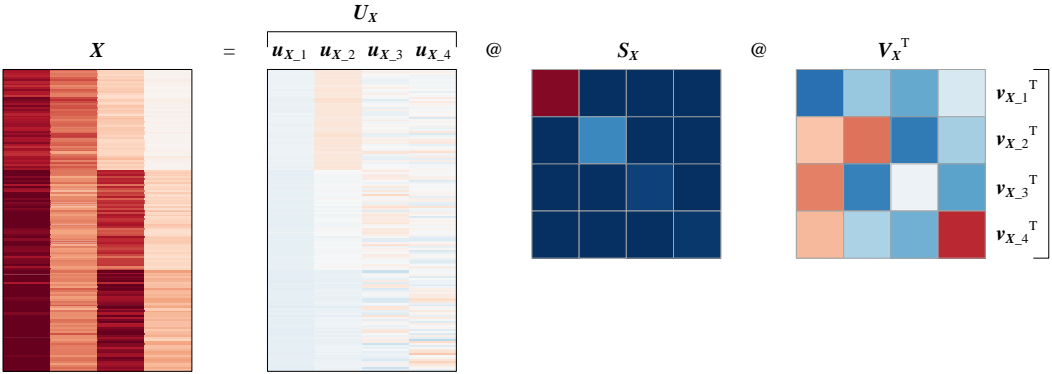 U_X
X = u_X_1 u_X_2 u_X_3 u_X_4 @ S_X @ V_X^T
v_X_1^T
v_X_2^T
v_X_3^T
v_X_4^T